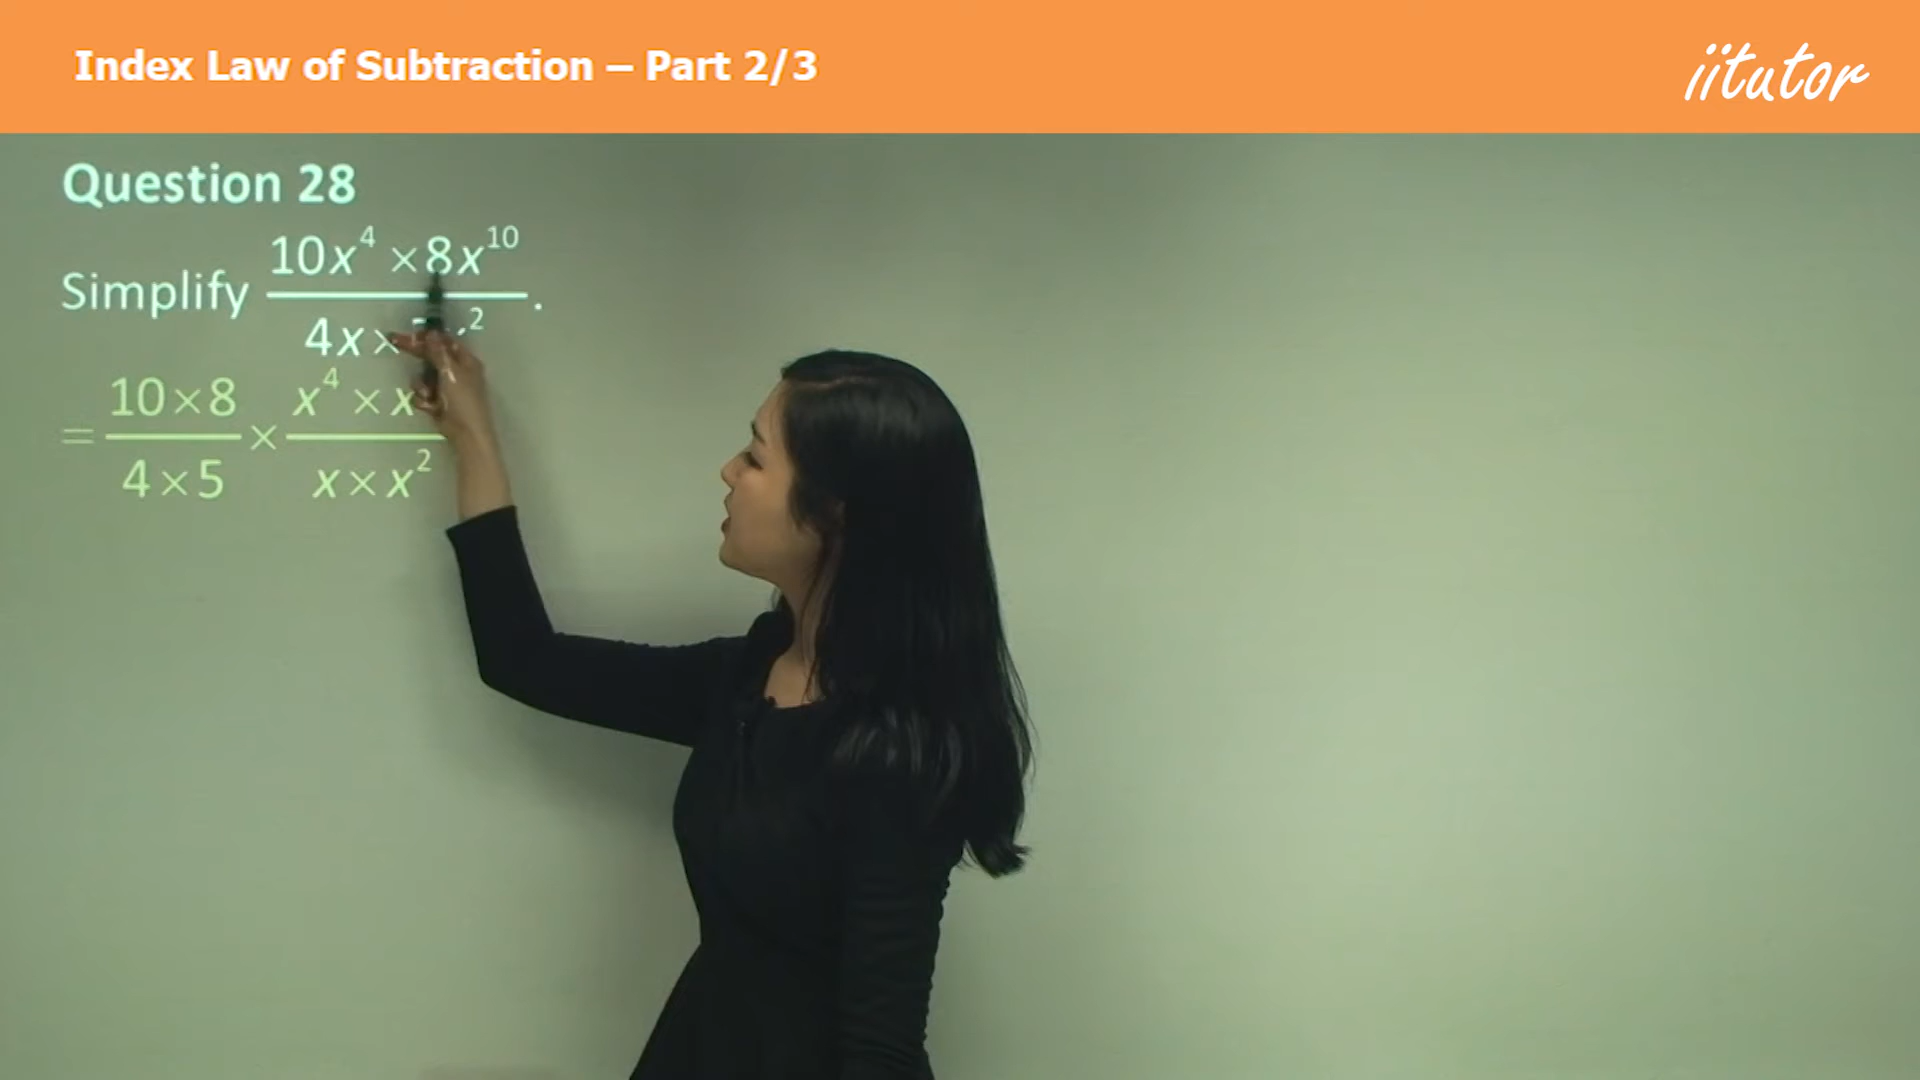 Index Law of Subtraction – Part 2/3
iitutor
Question 28
Simplify (10x⁴ × 8x¹⁰)/(4x × x²).
= (10 × 8)/(4 × 5) × (x⁴ × x)/(x × x²)